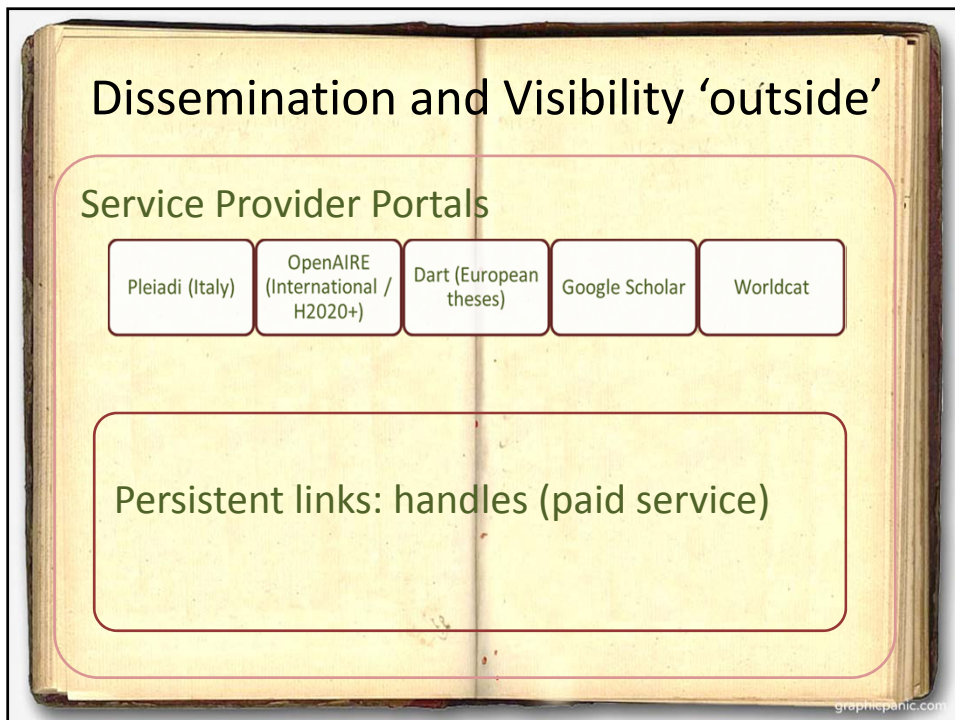 Dissemination and Visibility ‘outside’
Service Provider Portals
Pleiadi (Italy)
OpenAIRE
(International /
H2020+)
Dart (European
theses)
Google Scholar
Worldcat
Persistent links: handles (paid service)
graphicpanic.com